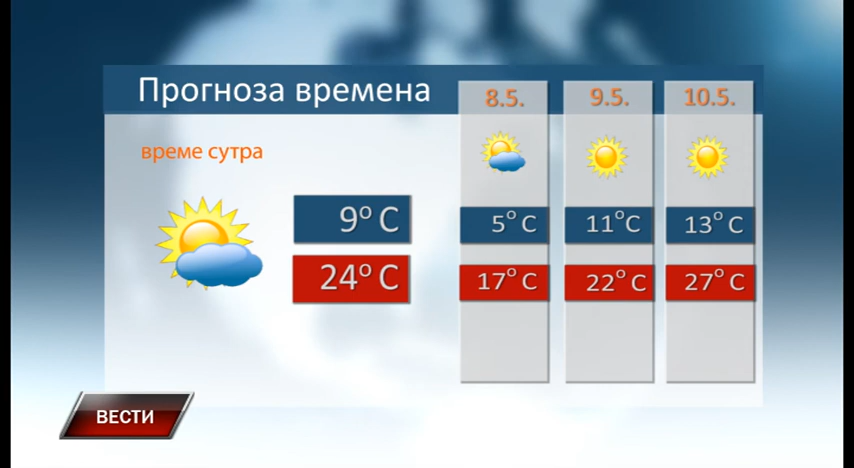 Прогноза времена
време сутра
9° C
24° C
8.5.
5° C
17° C
9.5.
11°C
22° C
10.5.
13° C
27° C
ВЕСТИ